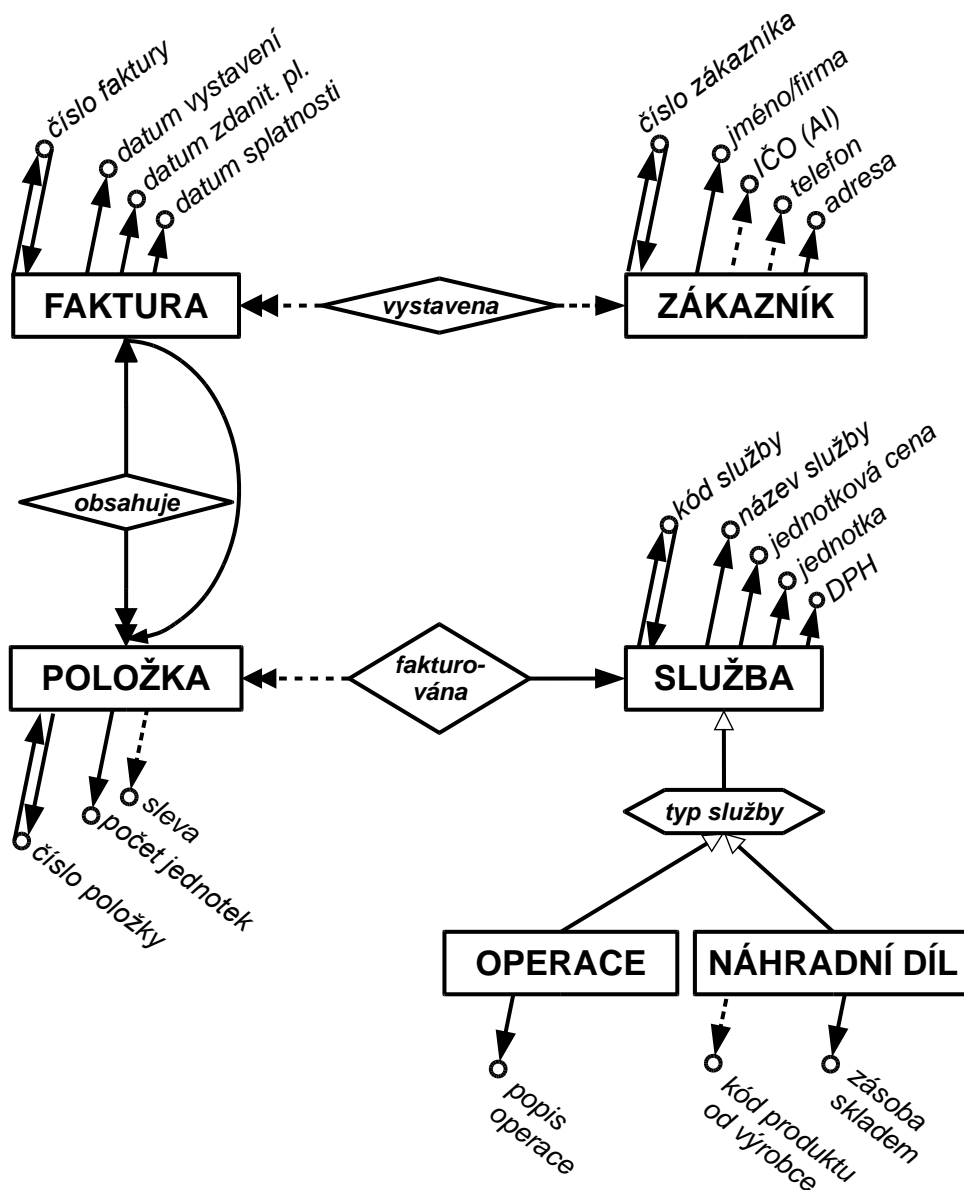 číslo faktury
datum vystavení
datum zdanit. pl.
datum splatnosti
číslo zákazníka
jméno/firma
IČO (AI)
telefon
adresa
FAKTURA
vystavena
ZÁKAZNÍK
obsahuje
kód služby
název služby
jednotková cena
jednotka
DPH
POLOŽKA
fakturo-
vána
SLUŽBA
číslo položky
počet jednotek
sleva
typ služby
OPERACE
NÁHRADNÍ DÍL
popis
operace
kód produktu
od výrobce
zásoba
skladem